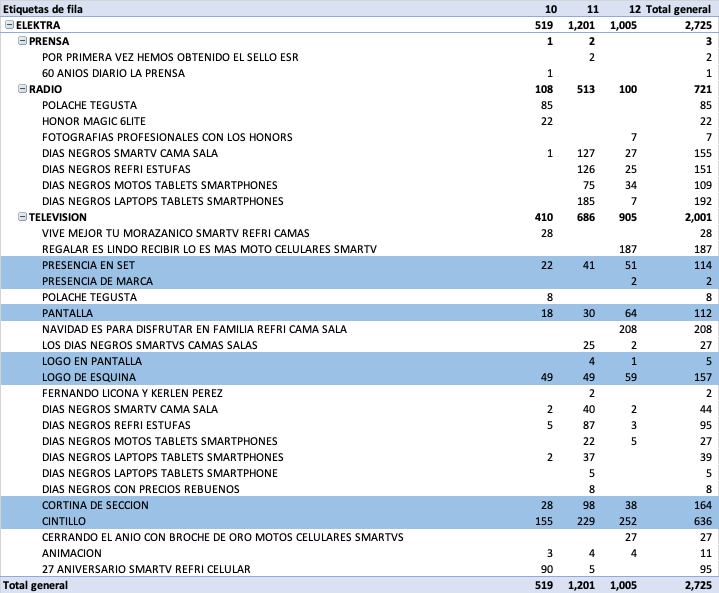 Etiquetas de fila 10 11 12 Total general
ELEKTRA 519 1,201 1,005 2,725
PRENSA 1 2 3
POR PRIMERA VEZ HEMOS OBTENIDO EL SELLO ESR 2 2
60 ANIOS DIARIO LA PRENSA 1 1
RADIO 108 513 100 721
POLACHE TEGUSTA 85 85
HONOR MAGIC 6LITE 22 22
FOTOGRAFIAS PROFESIONALES CON LOS HONORS 7 7
DIAS NEGROS SMARTV CAMA SALA 1 127 27 155
DIAS NEGROS REFRI ESTUFAS 126 25 151
DIAS NEGROS MOTOS TABLETS SMARTPHONES 75 34 109
DIAS NEGROS LAPTOPS TABLETS SMARTPHONES 185 7 192
TELEVISION 410 686 905 2,001
VIVE MEJOR TU MORAZANICO SMARTV REFRI CAMAS 28 28
REGALAR ES LINDO RECIBIR LO ES MAS MOTO CELULARES SMARTV 187 187
PRESENCIA EN SET 22 41 51 114
PRESENCIA DE MARCA 2 2
POLACHE TEGUSTA 8 8
PANTALLA 18 30 64 112
NAVIDAD ES PARA DISFRUTAR EN FAMILIA REFRI CAMA SALA 208 208
LOS DIAS NEGROS SMARTVS CAMAS SALAS 25 2 27
LOGO EN PANTALLA 4 1 5
LOGO DE ESQUINA 49 49 59 157
FERNANDO LICONA Y KERLEN PEREZ 2 2
DIAS NEGROS SMARTV CAMA SALA 2 40 2 44
DIAS NEGROS REFRI ESTUFAS 5 87 3 95
DIAS NEGROS MOTOS TABLETS SMARTPHONES 22 5 27
DIAS NEGROS LAPTOPS TABLETS SMARTPHONES 2 37 39
DIAS NEGROS LAPTOPS TABLETS SMARTPHONE 5 5
DIAS NEGROS CON PRECIOS REBUENOS 8 8
CORTINA DE SECCION 28 98 38 164
CINTILLO 155 229 252 636
CERRANDO EL ANIO CON BROCHE DE ORO MOTOS CELULARES SMARTVS 27 27
ANIMACION 3 4 4 11
27 ANIVERSARIO SMARTV REFRI CELULAR 90 5 95
Total general 519 1,201 1,005 2,725